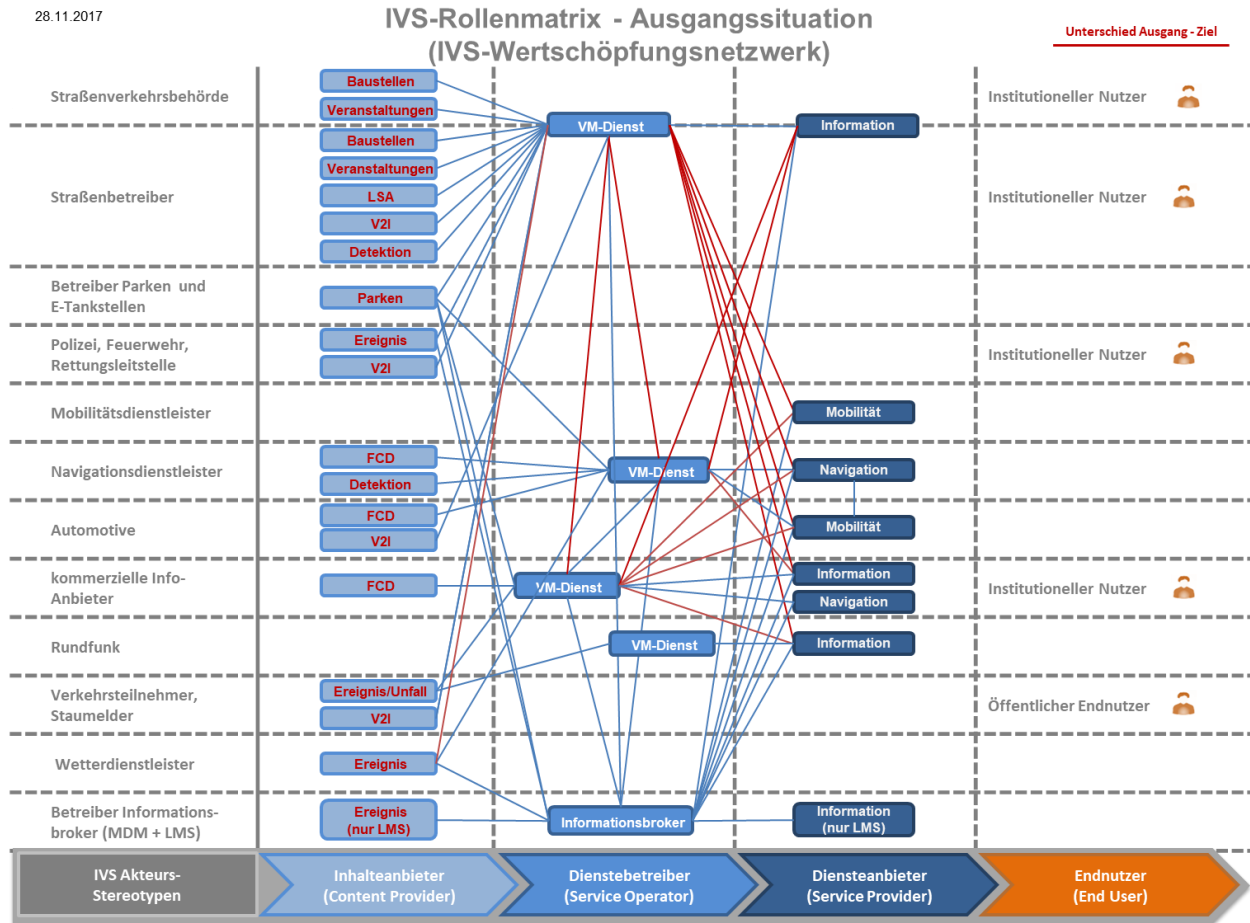 28.11.2017
IVS-Rollenmatrix - Ausgangssituation
(IVS-Wertschöpfungsnetzwerk)
Unterschied Ausgang - Ziel
Straßenverkehrsbehörde
Baustellen
Veranstaltungen
VM-Dienst
Information
Institutioneller Nutzer
Straßenbetreiber
Baustellen
Veranstaltungen
LSA
V2I
Detektion
Institutioneller Nutzer
Betreiber Parken und
E-Tankstellen
Parken
Polizei, Feuerwehr,
Rettungsleitstelle
Ereignis
V2I
Institutioneller Nutzer
Mobilitätsdienstleister
Mobilität
Navigationsdienstleister
FCD
Detektion
VM-Dienst
Navigation
Automotive
FCD
V2I
Mobilität
kommerzielle Info-
Anbieter
FCD
VM-Dienst
Information
Navigation
Institutioneller Nutzer
Rundfunk
VM-Dienst
Information
Verkehrsteilnehmer,
Staumelder
Ereignis/Unfall
V2I
Öffentlicher Endnutzer
Wetterdienstleister
Ereignis
Betreiber Informations-
broker (MDM + LMS)
Ereignis
(nur LMS)
Informationsbroker
Information
(nur LMS)
IVS Akteurs-
Stereotypen
Inhalteanbieter
(Content Provider)
Dienstebetreiber
(Service Operator)
Diensteanbieter
(Service Provider)
Endnutzer
(End User)